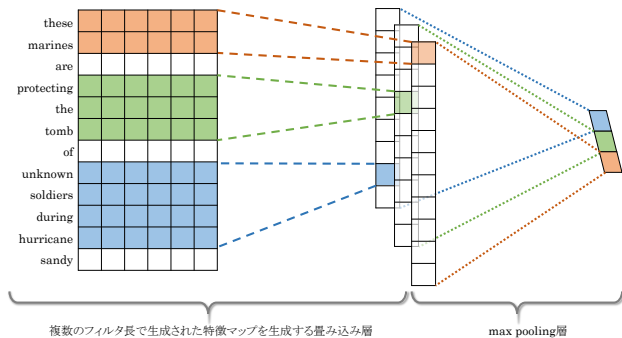 these
marines
are
protecting
the
tomb
of
unknown
soldiers
during
hurricane
sandy
複数のフィルタ長で生成された特徴マップを生成する畳み込み層
max pooling層